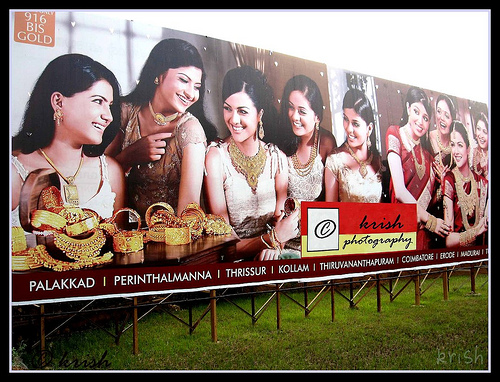 916
BIS
GOLD
© krish
photography
PALAKKAD I PERINTHALMANNA I THRISSUR I KOLLAM I THIRUVANANTHAPURAM I COIMBATORE I ERODE I MADURAI I
© krish
krish